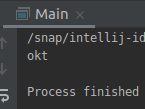 Main
/snap/intellij-id
okt
Process finished